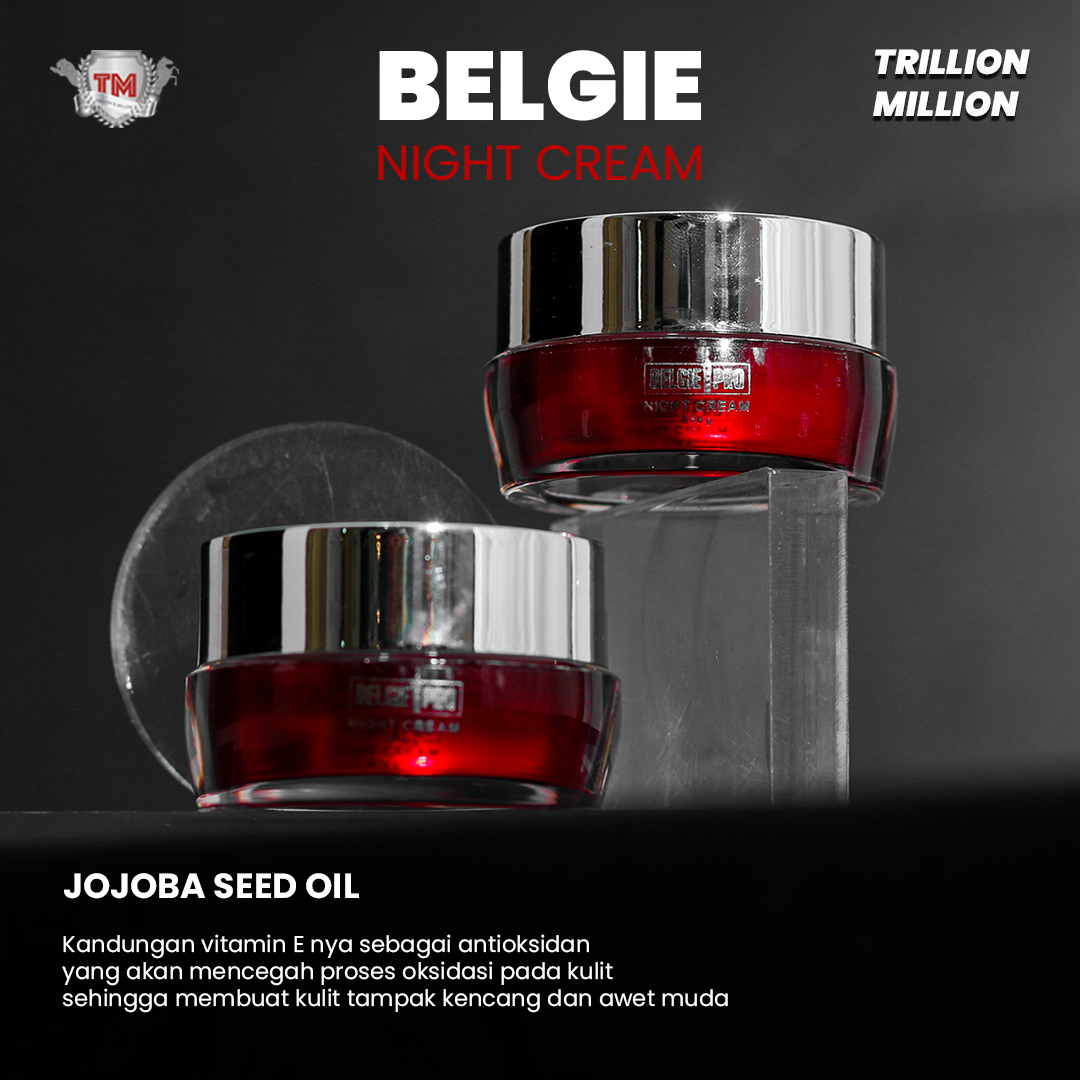 TM
BELGIE
NIGHT CREAM
TRILLION
MILLION
BELGIE PRO
NIGHT CREAM
BELGIE PRO
NIGHT CREAM
JOJOBA SEED OIL
Kandungan vitamin E nya sebagai antioksidan
yang akan mencegah proses oksidasi pada kulit
sehingga membuat kulit tampak kencang dan awet muda